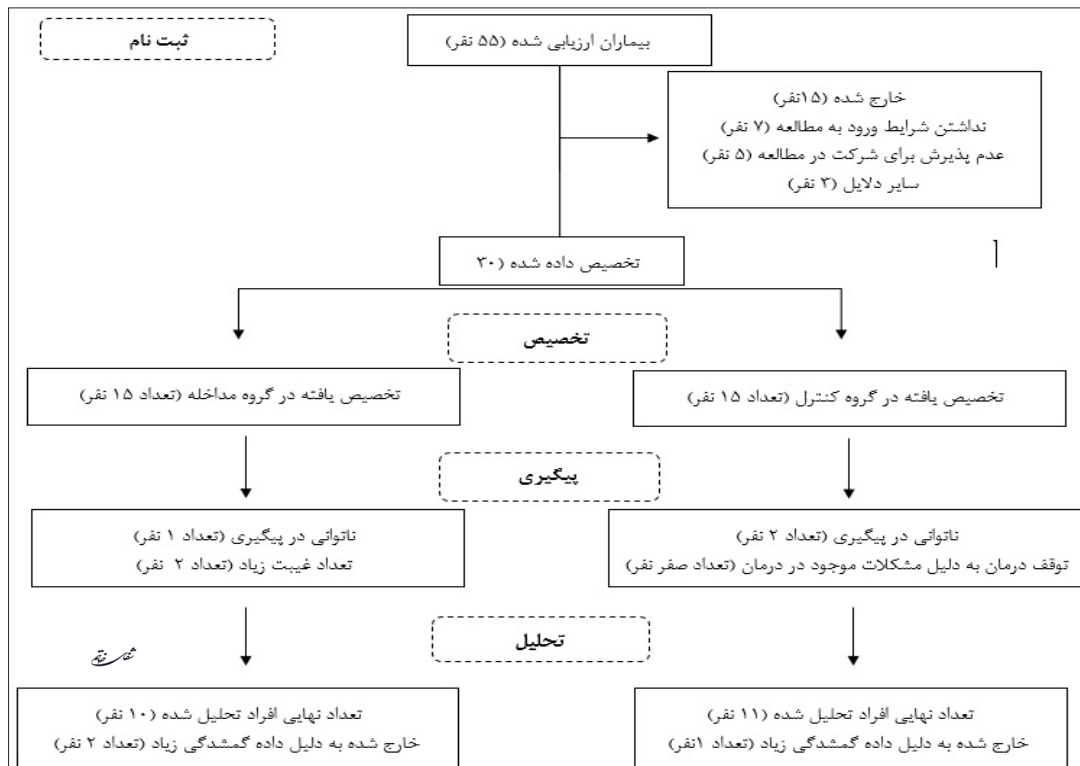 ثبت نام
بیماران ارزیابی شده (۵۵ نفر)
خارج شده (۱۵نفر)
نداشتن شرایط ورود به مطالعه (۷ نفر)
عدم پذیرش برای شرکت در مطالعه (۵ نفر)
سایر دلایل (۳ نفر)
تخصیص داده شده (۳۰
تخصیص
تخصیص یافته در گروه کنترل (تعداد ۱۵ نفر)
تخصیص یافته در گروه مداخله (تعداد ۱۵ نفر)
پیگیری
ناتوانی در پیگیری (تعداد ۲ نفر)
توقف درمان به دلیل مشکلات موجود در درمان (تعداد صفر نفر)
ناتوانی در پیگیری (تعداد ۱ نفر)
تعداد غیبت زیاد (تعداد ۲ نفر)
تحلیل
شفای خاتم
تعداد نهایی افراد تحلیل شده (۱۱ نفر)
خارج شده به دلیل داده گمشدگی زیاد (تعداد ۱نفر)
تعداد نهایی افراد تحلیل شده (۱۰ نفر)
خارج شده به دلیل داده گمشدگی زیاد (تعداد ۲ نفر)